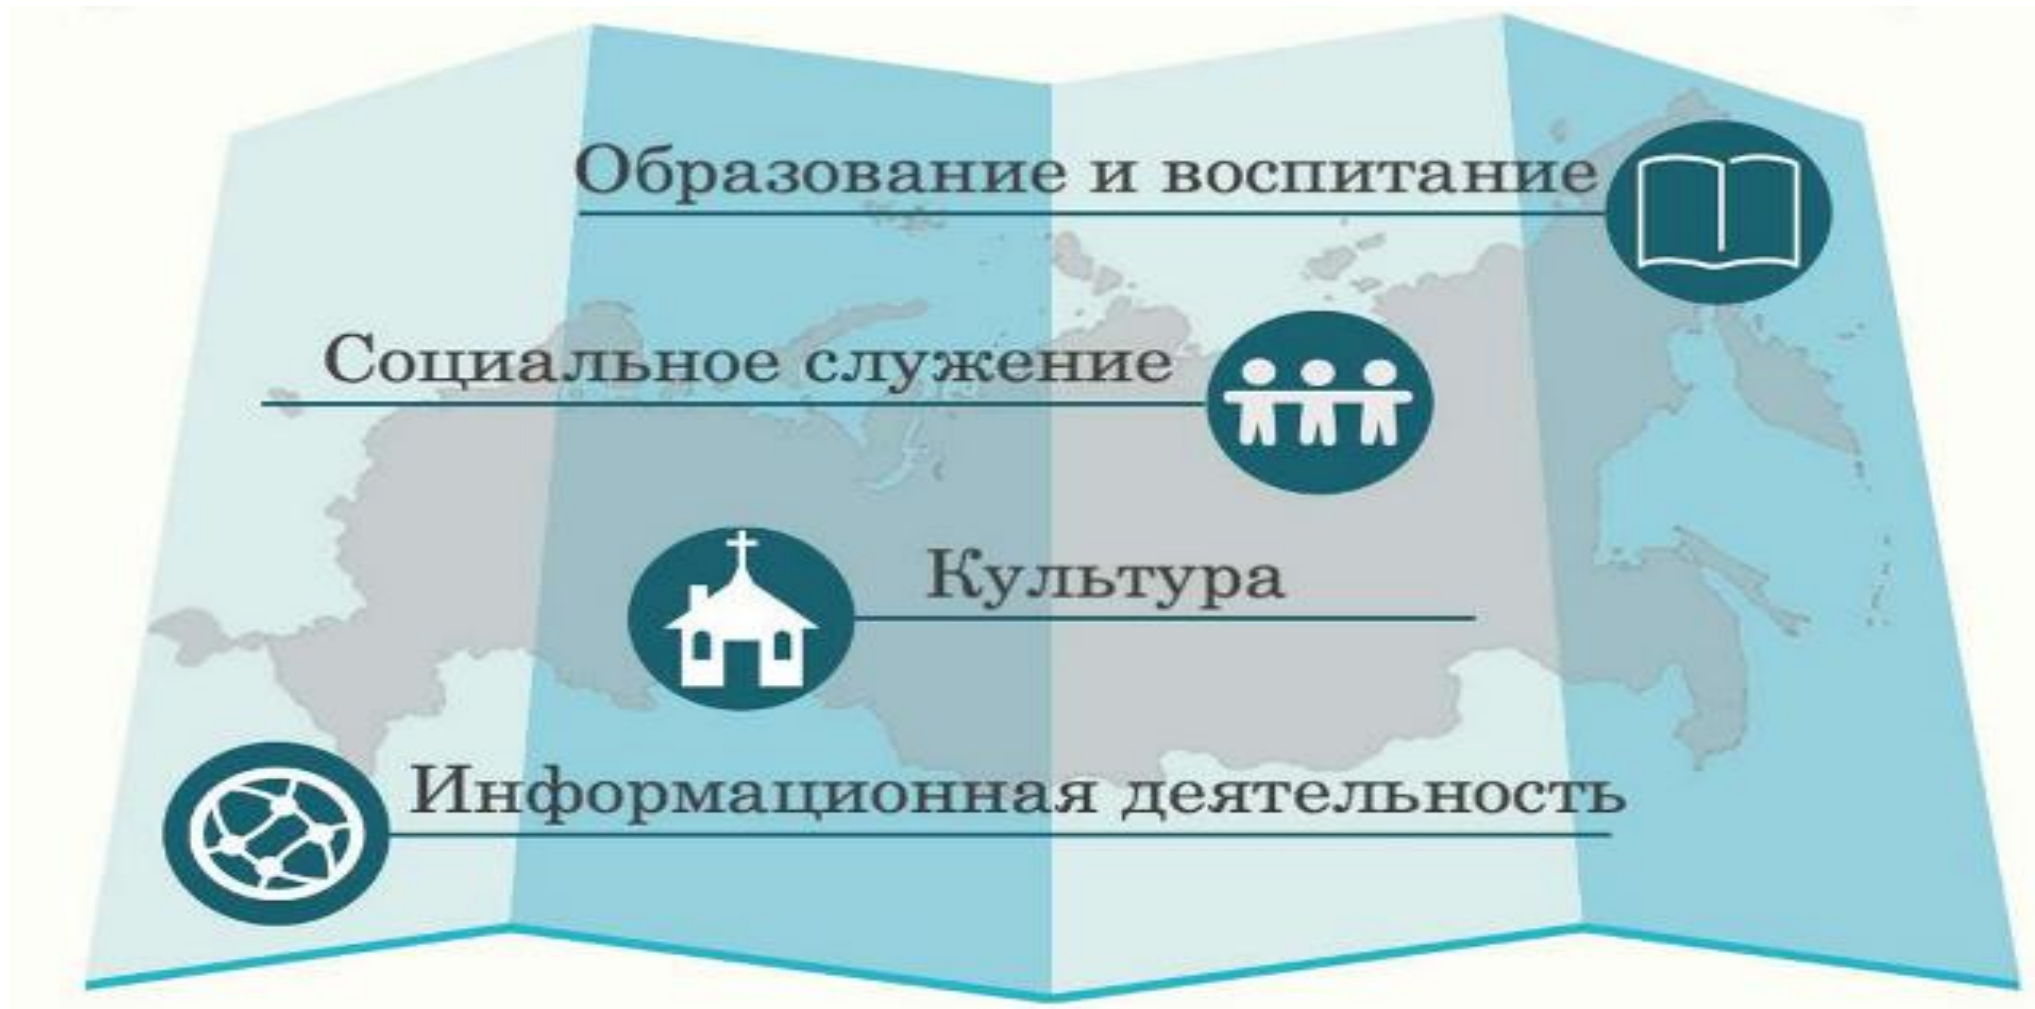 Образование и воспитание
Социальное служение
Культура
Информационная деятельность